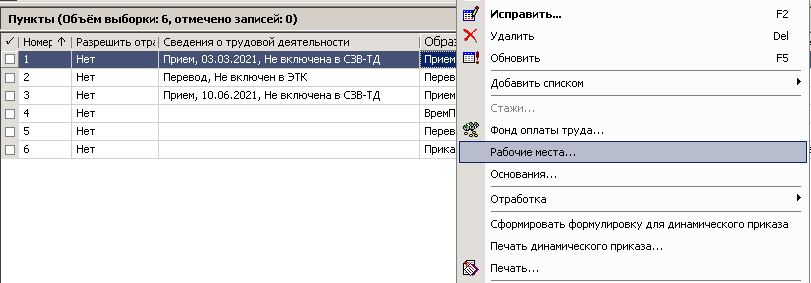 Пункты (Объём выборки: 6, отмечено записей: 0)
Номер Разрешить отра Сведения о трудовой деятельности Образ
1 Нет Прием, 03.03.2021, Не включена в СЗВ-ТД Прием
2 Нет Перевод, Не включен в ЭТК Перев
3 Нет Прием, 10.06.2021, Не включена в СЗВ-ТД Прием
4 Нет ВремП
5 Нет Перев
6 Нет Прика
Исправить... F2
Удалить Del
Обновить F5
Добавить списком
Стажи...
Фонд оплаты труда...
Рабочие места...
Основания...
Отработка
Сформировать формулировку для динамического приказа
Печать динамического приказа...
Печать...